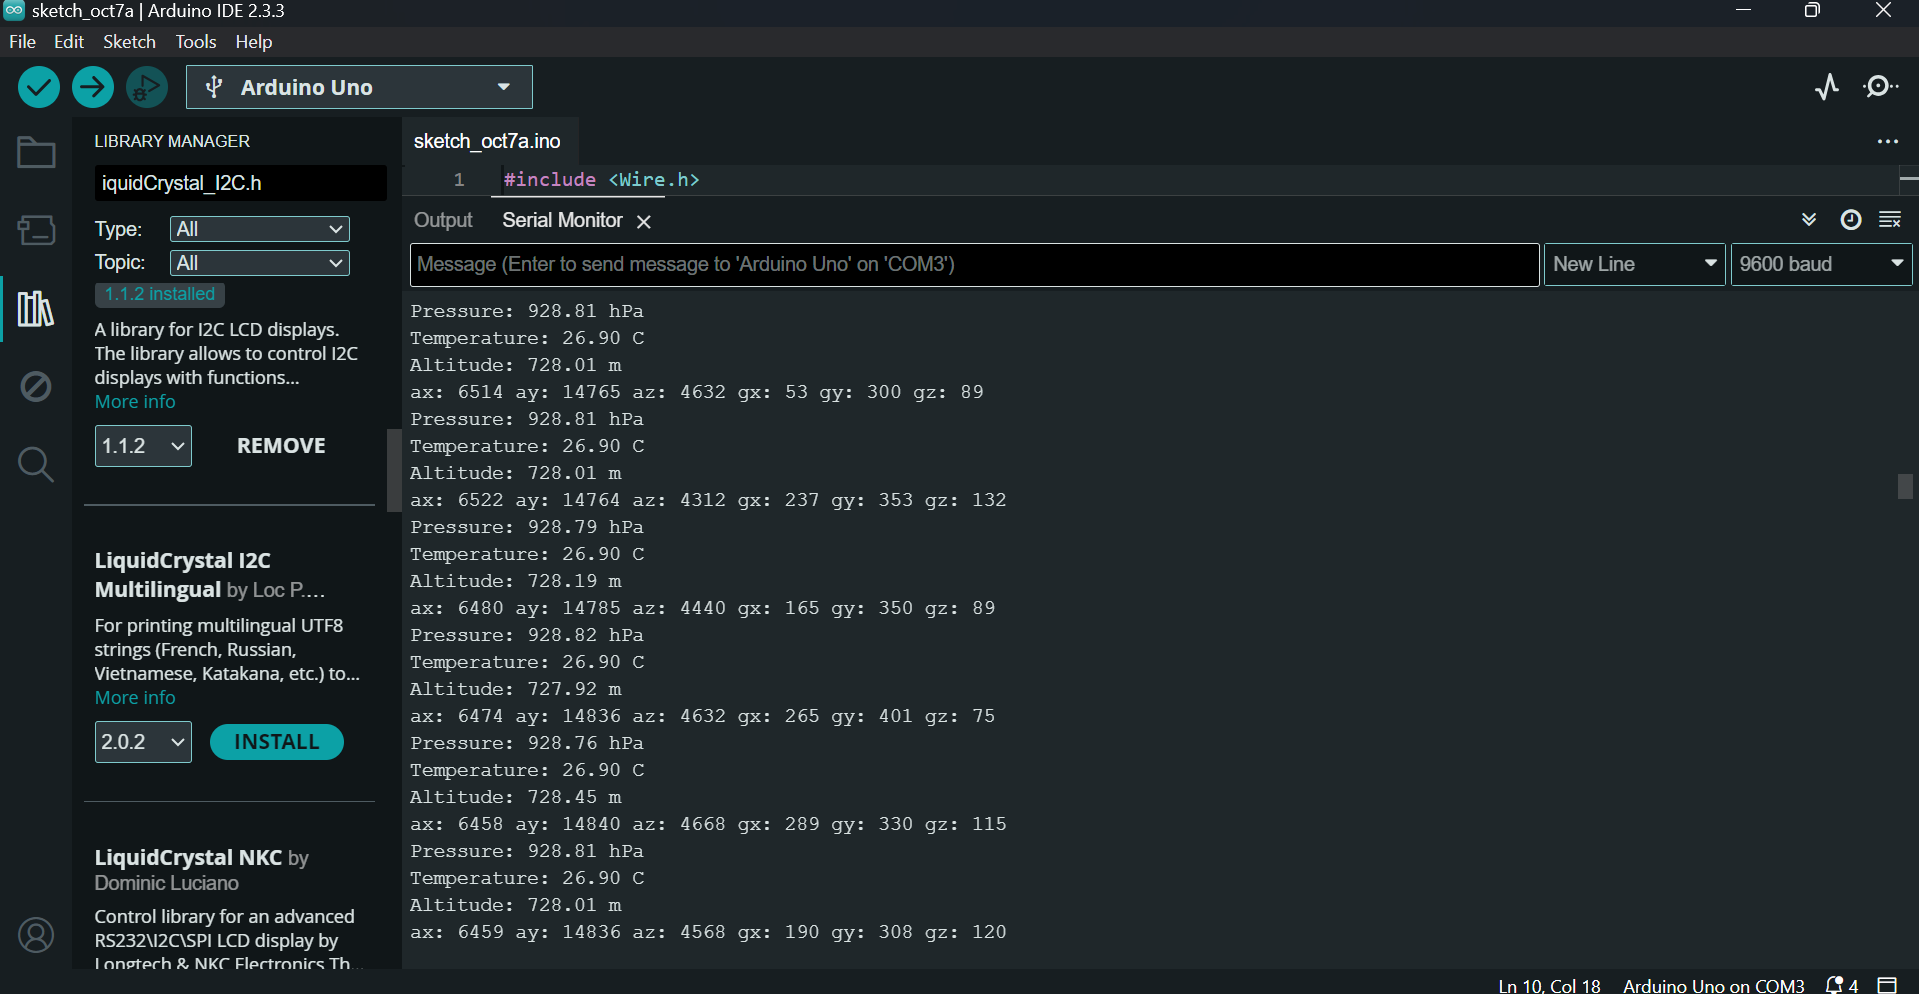 sketch_oct7a | Arduino IDE 2.3.3
File Edit Sketch Tools Help
Arduino Uno
LIBRARY MANAGER
iquidCrystal_I2C.h
Type: All
Topic: All
1.1.2 installed
A library for I2C LCD displays.
The library allows to control I2C
displays with functions...
More info
1.1.2 REMOVE
LiquidCrystal I2C
Multilingual by Loc P....
For printing multilingual UTF8
strings (French, Russian,
Vietnamese, Katakana, etc.) to...
More info
2.0.2 INSTALL
LiquidCrystal NKC by
Dominic Luciano
Control library for an advanced
RS232\I2C\SPI LCD display by
Longtech & NKC Electronics Th...
sketch_oct7a.ino
1 #include <Wire.h>
Output Serial Monitor
Message (Enter to send message to 'Arduino Uno' on 'COM3')
New Line 9600 baud
Pressure: 928.81 hPa
Temperature: 26.90 C
Altitude: 728.01 m
ax: 6514 ay: 14765 az: 4632 gx: 53 gy: 300 gz: 89
Pressure: 928.81 hPa
Temperature: 26.90 C
Altitude: 728.01 m
ax: 6522 ay: 14764 az: 4312 gx: 237 gy: 353 gz: 132
Pressure: 928.79 hPa
Temperature: 26.90 C
Altitude: 728.19 m
ax: 6480 ay: 14785 az: 4440 gx: 165 gy: 350 gz: 89
Pressure: 928.82 hPa
Temperature: 26.90 C
Altitude: 727.92 m
ax: 6474 ay: 14836 az: 4632 gx: 265 gy: 401 gz: 75
Pressure: 928.76 hPa
Temperature: 26.90 C
Altitude: 728.45 m
ax: 6458 ay: 14840 az: 4668 gx: 289 gy: 330 gz: 115
Pressure: 928.81 hPa
Temperature: 26.90 C
Altitude: 728.01 m
ax: 6459 ay: 14836 az: 4568 gx: 190 gy: 308 gz: 120
Ln 10, Col 18 Arduino Uno on COM3 4